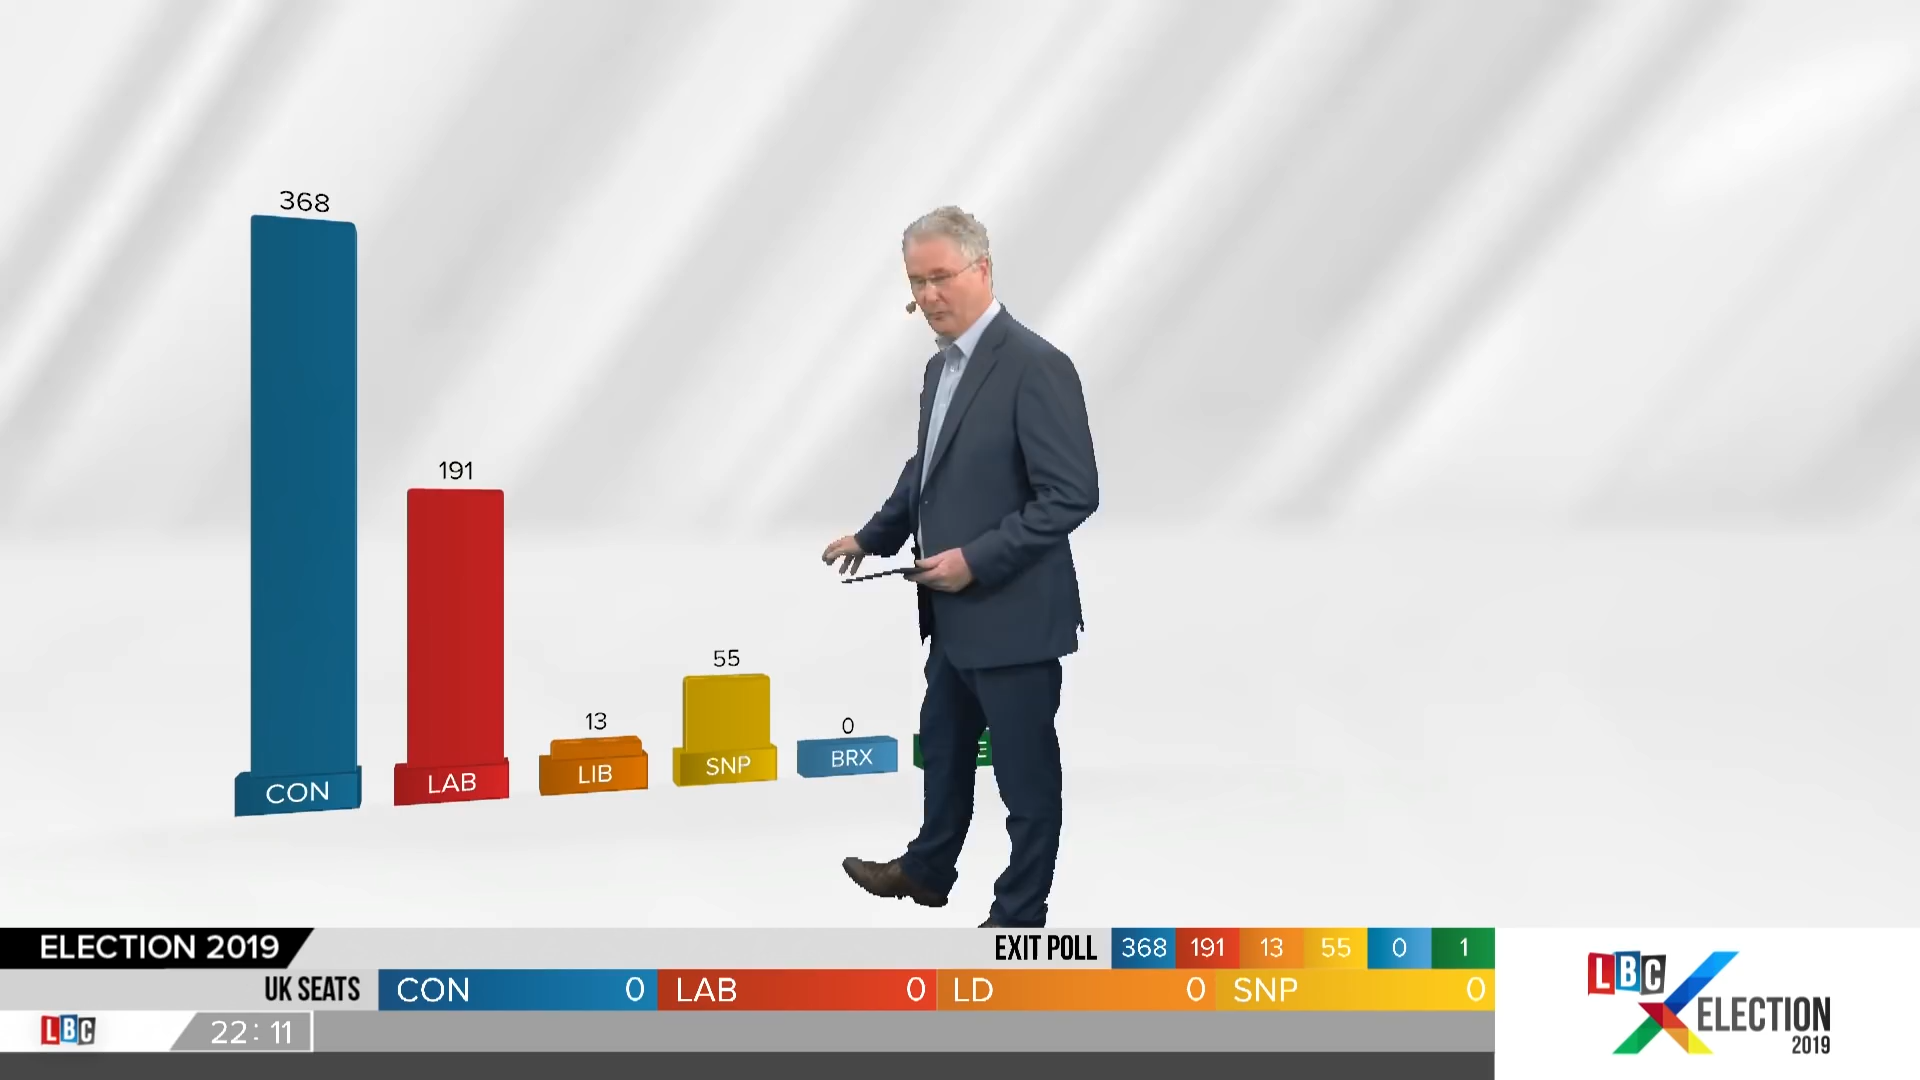 368
191
55
13
0
CON
LAB
LIB
SNP
BRX
E
ELECTION 2019
EXIT POLL 368 191 13 55 0 1
UK SEATS CON 0 LAB 0 LD 0 SNP 0
LBC 22:11
LBC
ELECTION
2019